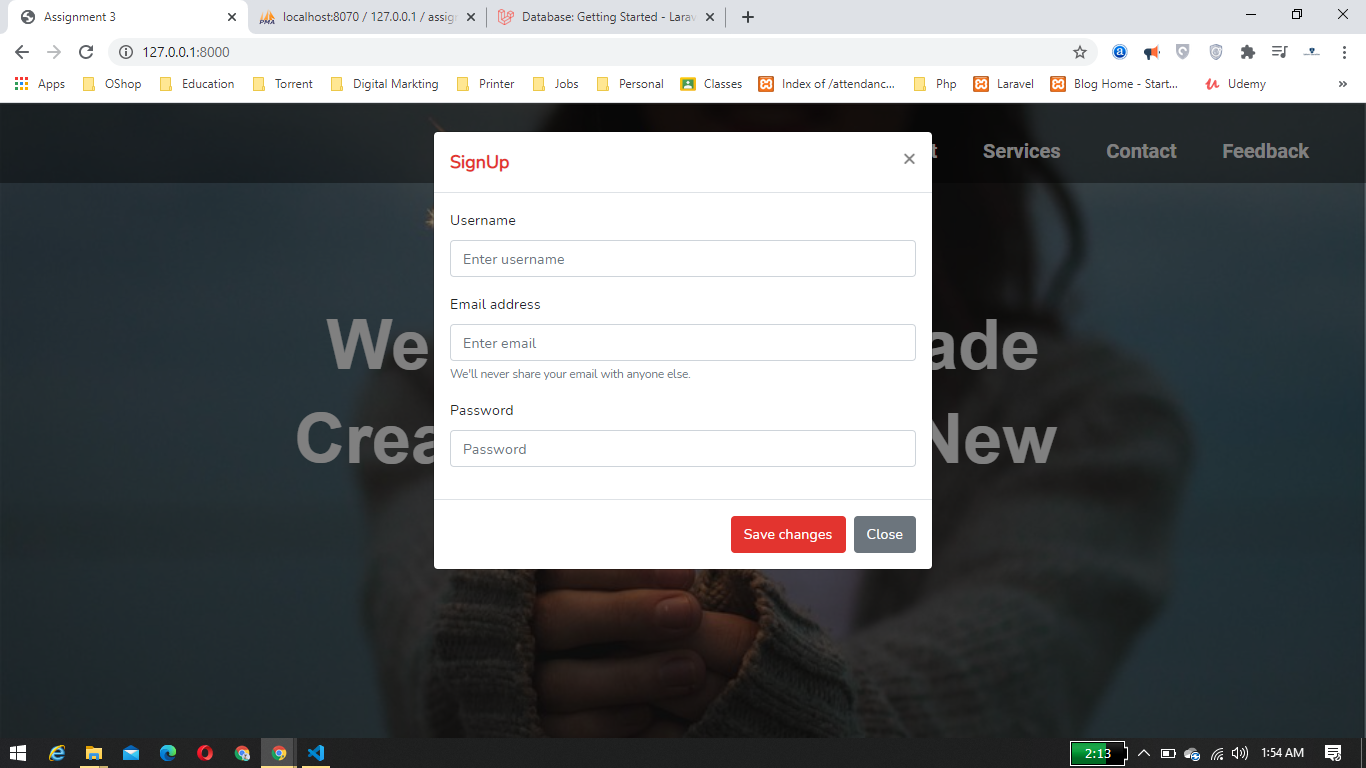 Assignment 3
localhost:8070 / 127.0.0.1 / assig
Database: Getting Started - Larav
127.0.0.1:8000
Apps
OShop
Education
Torrent
Digital Markting
Printer
Jobs
Personal
Classes
Index of /attendanc...
Php
Laravel
Blog Home - Start...
Udemy
»
Services
Contact
Feedback
SignUp
×
Username
Enter username
Email address
Enter email
We'll never share your email with anyone else.
Password
Password
Save changes
Close
We
ade
Crea
New
2:13
1:54 AM